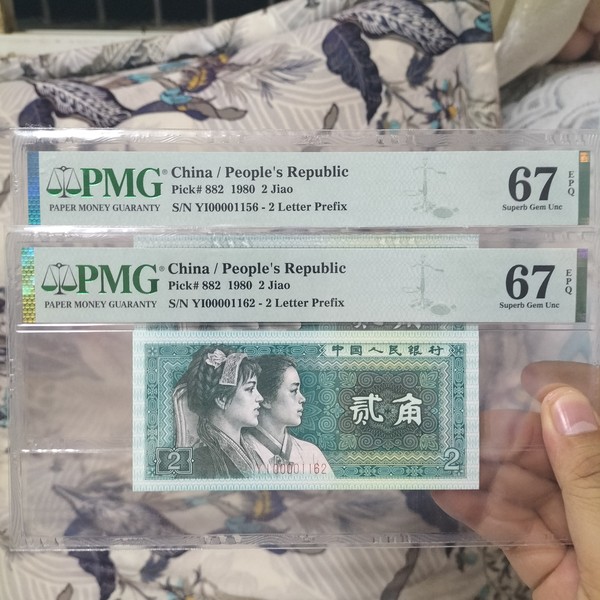 PMG
PAPER MONEY GUARANTY
China / People's Republic
Pick# 882 1980 2 Jiao
S/N YI00001156 - 2 Letter Prefix
67
EPQ
Superb Gem Unc
PMG
PAPER MONEY GUARANTY
China / People's Republic
Pick# 882 1980 2 Jiao
S/N YI00001162 - 2 Letter Prefix
67
EPQ
Superb Gem Unc
中国人民银行
贰角
2
YI00001162
2